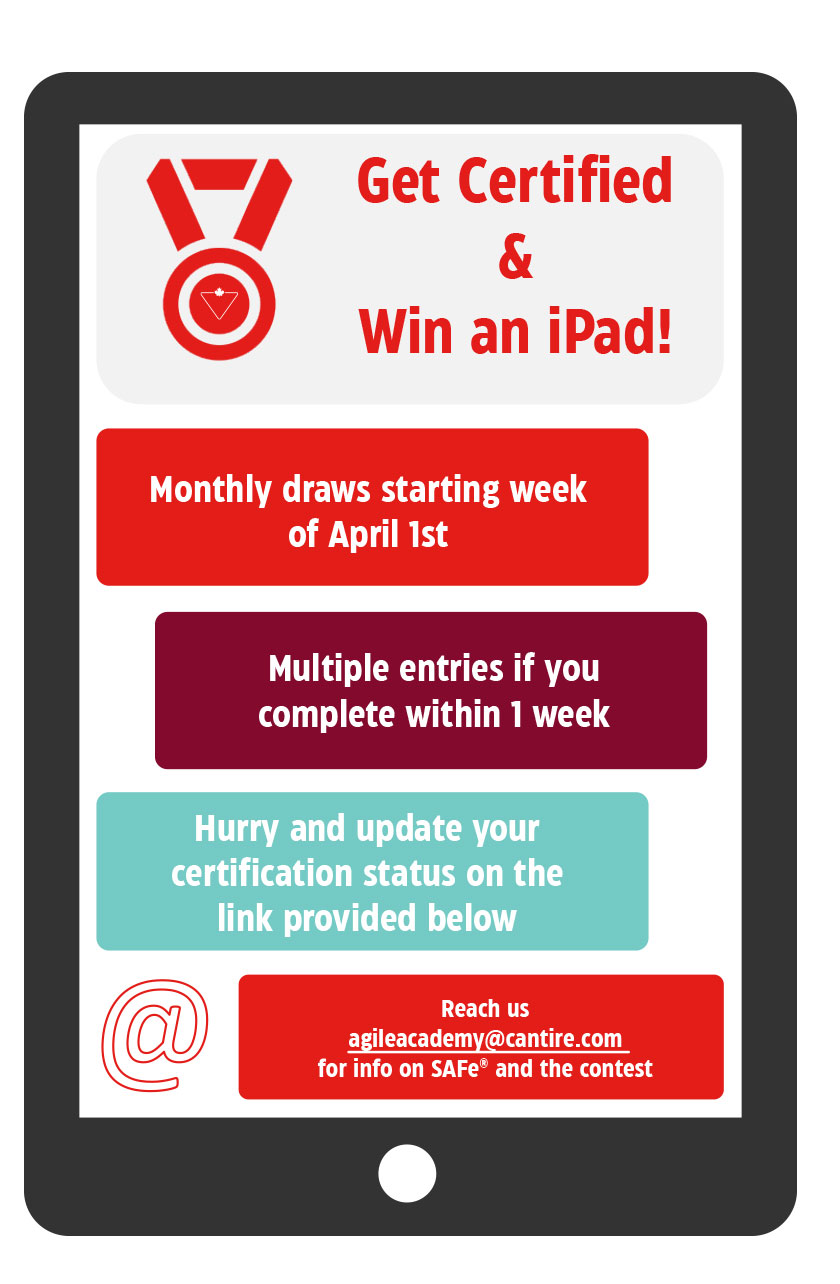 Get Certified
&
Win an iPad!
Monthly draws starting week
of April 1st
Multiple entries if you
complete within 1 week
Hurry and update your
certification status on the
link provided below
@
Reach us
agileacademy@cantire.com
for info on SAFe® and the contest